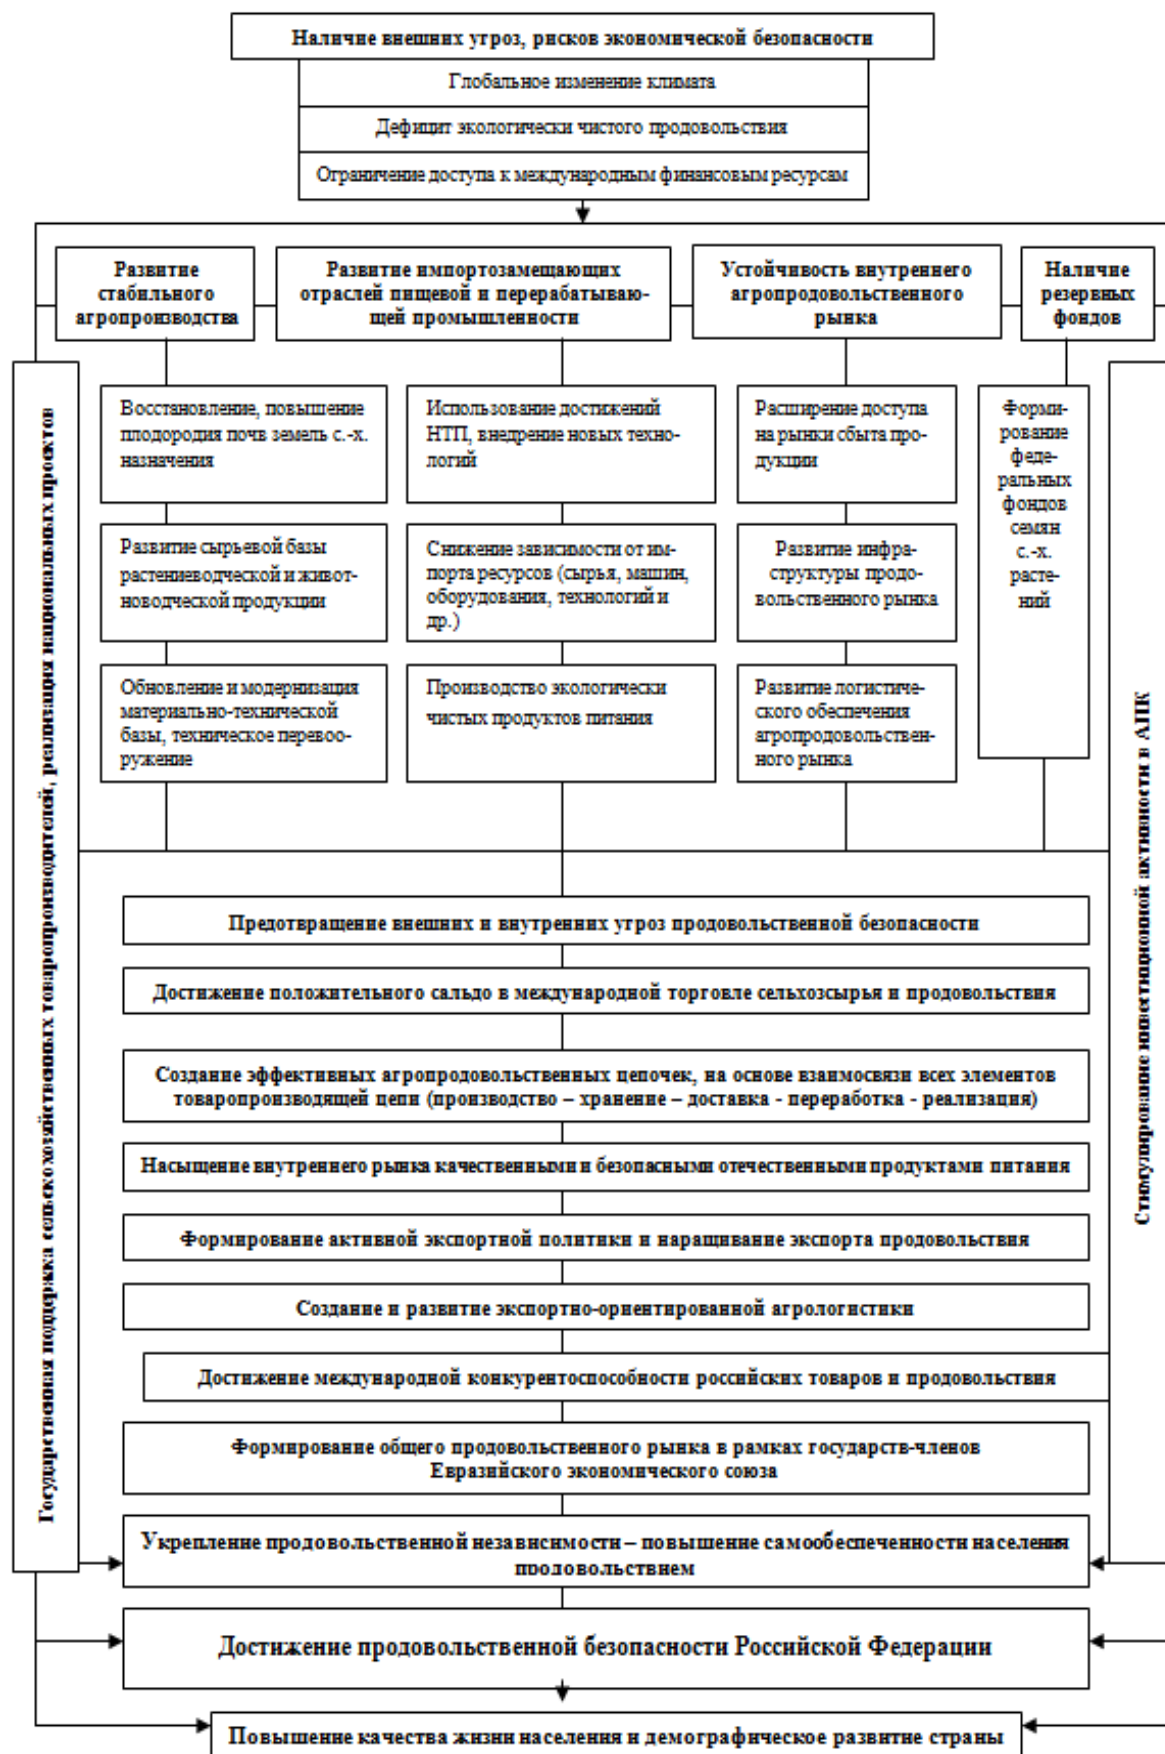 Наличие внешних угроз, рисков экономической безопасности
Глобальное изменение климата
Дефицит экологически чистого продовольствия
Ограничение доступа к международным финансовым ресурсам
Развитие
стабильного
агропроизводства
Развитие импортозамещающих
отраслей пищевой и перерабатываю-
щей промышленности
Устойчивость внутреннего
агропродовольственного
рынка
Наличие
резервных
фондов
Государственная поддержка сельскохозяйственных товаропроизводителей, реализация национальных проектов
Восстановление, повышение
плодородия почв земель с.-х.
назначения
Развитие сырьевой базы
растениеводческой и живот-
новодческой продукции
Обновление и модернизация
материально-технической
базы, техническое перевоо-
ружение
Использование достижений
НТП, внедрение новых техно-
логий
Снижение зависимости от им-
порта ресурсов (сырья, машин,
оборудования, технологий и
др.)
Производство экологически
чистых продуктов питания
Расширение доступа
на рынки сбыта про-
дукции
Развитие инфра-
структуры продо-
вольственного рынка
Развитие логистиче-
ского обеспечения
агропродовольствен-
ного рынка
Форми-
рование
феде-
ральных
фондов
семян
с.-х.
расте-
ний
Стимулирование инвестиционной активности в АПК
Предотвращение внешних и внутренних угроз продовольственной безопасности
Достижение положительного сальдо в международной торговле сельхозсырья и продовольствия
Создание эффективных агропродовольственных цепочек, на основе взаимосвязи всех элементов
товаропроизводящей цепи (производство – хранение – доставка - переработка - реализация)
Насыщение внутреннего рынка качественными и безопасными отечественными продуктами питания
Формирование активной экспортной политики и наращивание экспорта продовольствия
Создание и развитие экспортно-ориентированной агрологистики
Достижение международной конкурентоспособности российских товаров и продовольствия
Формирование общего продовольственного рынка в рамках государств-членов
Евразийского экономического союза
Укрепление продовольственной независимости – повышение самообеспеченности населения
продовольствием
Достижение продовольственной безопасности Российской Федерации
Повышение качества жизни населения и демографическое развитие страны